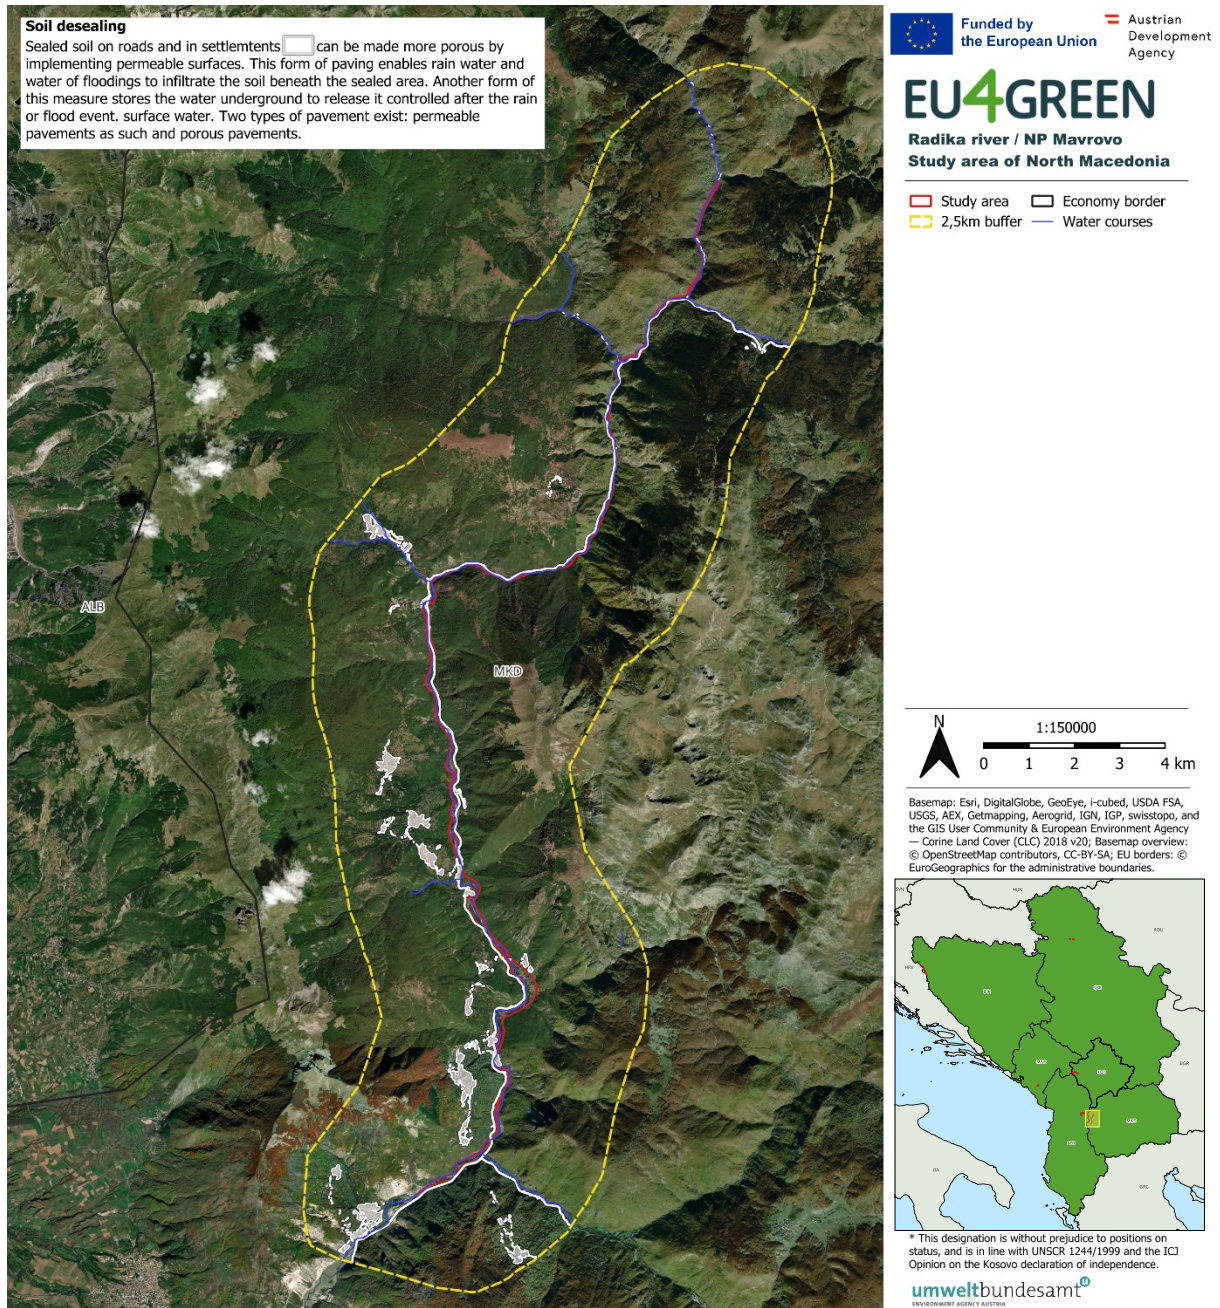 Soil desealing
Sealed soil on roads and in settlemtents can be made more porous by
implementing permeable surfaces. This form of paving enables rain water and
water of floodings to infiltrate the soil beneath the sealed area. Another form of
this measure stores the water underground to release it controlled after the rain
or flood event. surface water. Two types of pavement exist: permeable
pavements as such and porous pavements.
ALB
MKD
Funded by
the European Union
Austrian
Development
Agency
EU4GREEN
Radika river / NP Mavrovo
Study area of North Macedonia
Study area
Economy border
2,5km buffer
Water courses
N
1:150000
0 1 2 3 4 km
Basemap: Esri, DigitalGlobe, GeoEye, i-cubed, USDA FSA,
USGS, AEX, Getmapping, Aerogrid, IGN, IGP, swisstopo, and
the GIS User Community & European Environment Agency
— Corine Land Cover (CLC) 2018 v20; Basemap overview:
© OpenStreetMap contributors, CC-BY-SA; EU borders: ©
EuroGeographics for the administrative boundaries.
SVN
HUN
ROU
HRV
BGR
ITA
GRC
* This designation is without prejudice to positions on
status, and is in line with UNSCR 1244/1999 and the ICJ
Opinion on the Kosovo declaration of independence.
umweltbundesamt
ENVIRONMENT AGENCY AUSTRIA